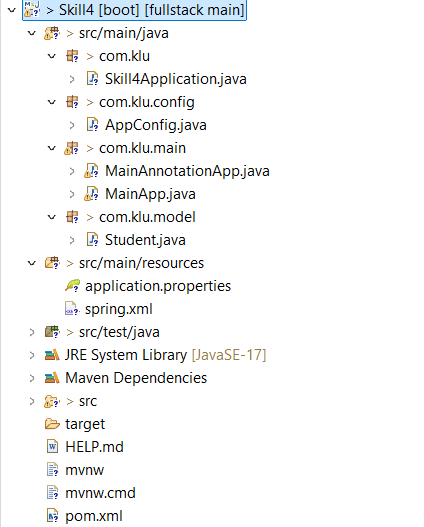 > Skill4 [boot] [fullstack main]
> src/main/java
> com.klu
> Skill4Application.java
> com.klu.config
> AppConfig.java
> com.klu.main
> MainAnnotationApp.java
> MainApp.java
> com.klu.model
> Student.java
> src/main/resources
application.properties
spring.xml
> src/test/java
JRE System Library [JavaSE-17]
Maven Dependencies
> src
target
HELP.md
mvnw
mvnw.cmd
pom.xml